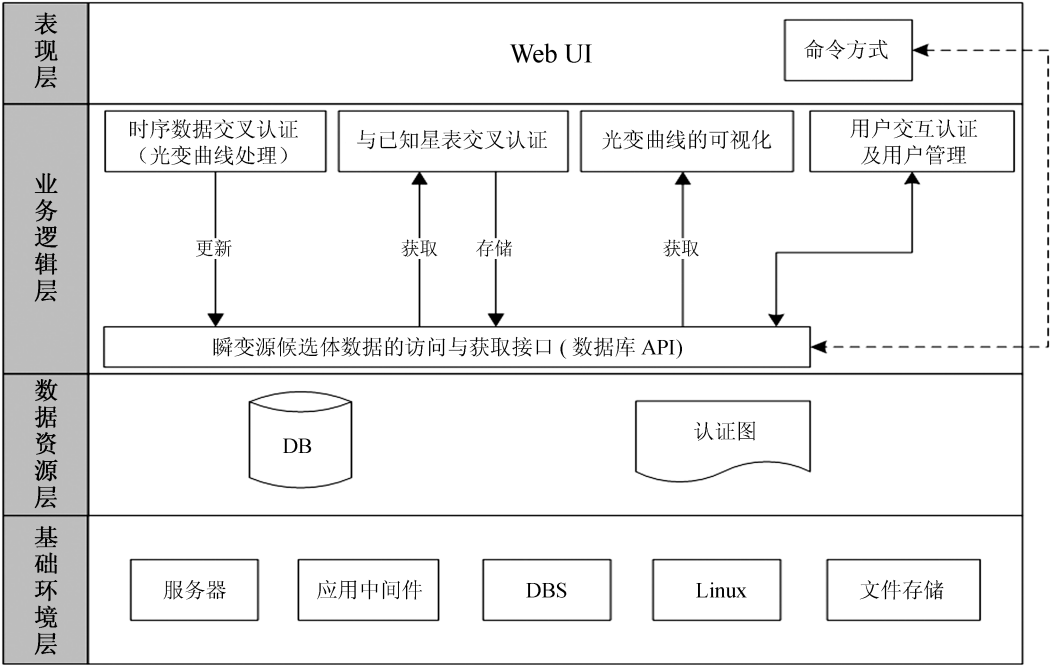 表现层
Web UI
命令方式
业务逻辑层
时序数据交叉认证
（光变曲线处理）
与已知星表交叉认证
光变曲线的可视化
用户交互认证
及用户管理
更新
获取
存储
获取
瞬变源候选体数据的访问与获取接口 ( 数据库 API)
数据资源层
DB
认证图
基础环境层
服务器
应用中间件
DBS
Linux
文件存储